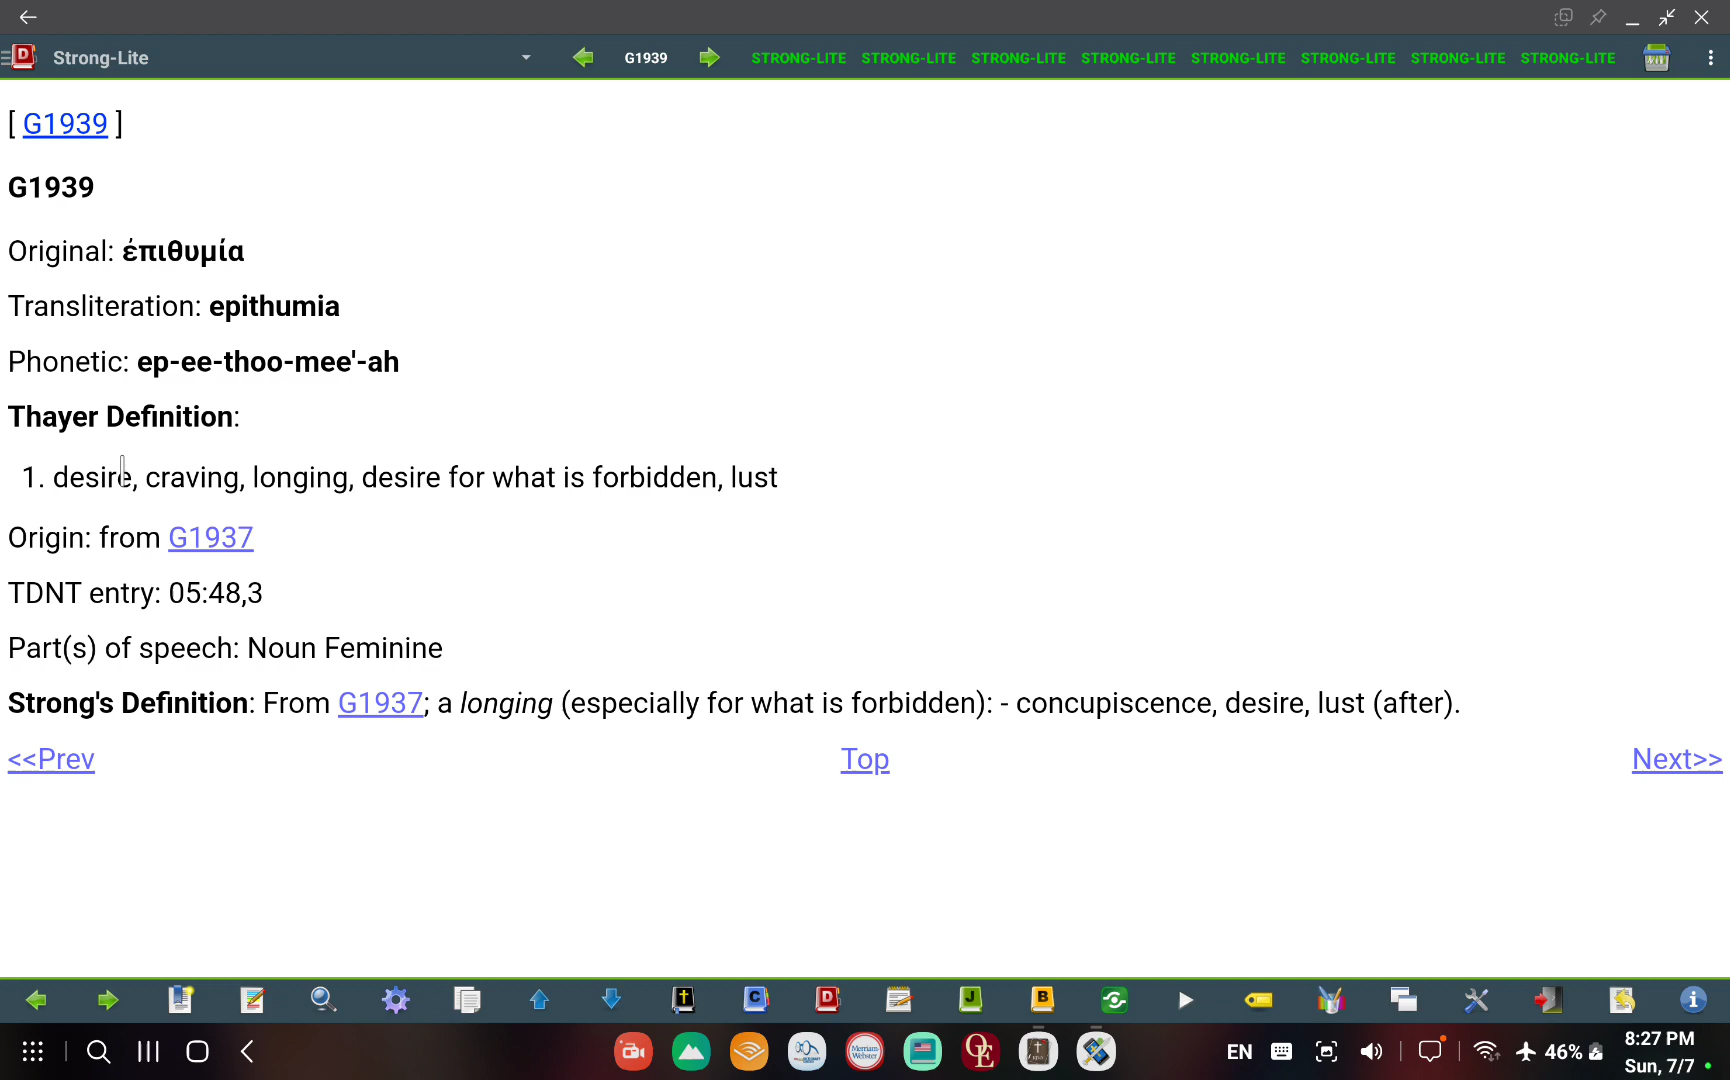 Strong-Lite G1939 STRONG-LITE STRONG-LITE STRONG-LITE STRONG-LITE STRONG-LITE STRONG-LITE STRONG-LITE STRONG-LITE
[ G1939 ]
G1939
Original: ἐπιθυμία
Transliteration: epithumia
Phonetic: ep-ee-thoo-mee'-ah
Thayer Definition:
1. desire, craving, longing, desire for what is forbidden, lust
Origin: from G1937
TDNT entry: 05:48,3
Part(s) of speech: Noun Feminine
Strong's Definition: From G1937; a longing (especially for what is forbidden): - concupiscence, desire, lust (after).
<<Prev Top Next>>
EN 46% 8:27 PM
Sun, 7/7